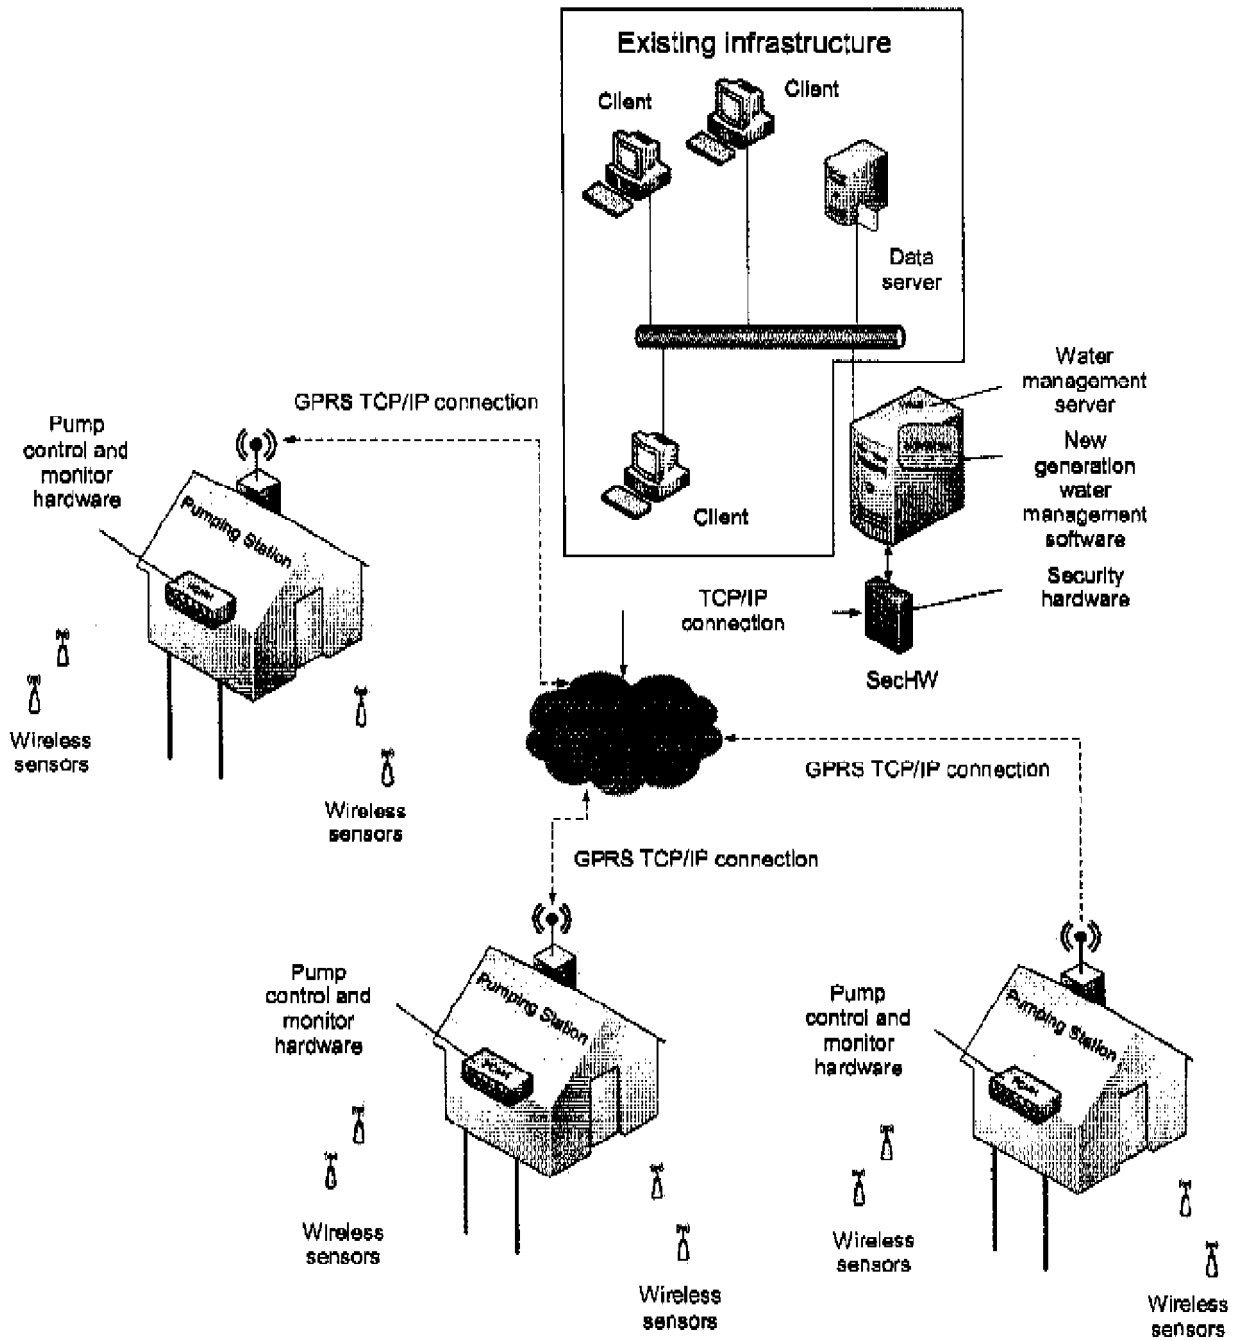 Existing infrastructure
Client
Client
Data
server
Client
Water
management
server
New
generation
water
management
software
Security
hardware
SecHW
TCP/IP
connection
GPRS TCP/IP connection
Pump
control and
monitor
hardware
Pumping Station
Wireless
sensors
Wireless
sensors
GPRS TCP/IP connection
GPRS TCP/IP connection
Pump
control and
monitor
hardware
Pumping Station
Wireless
sensors
Wireless
sensors
Pump
control and
monitor
hardware
Pumping Station
Wireless
sensors
Wireless
sensors